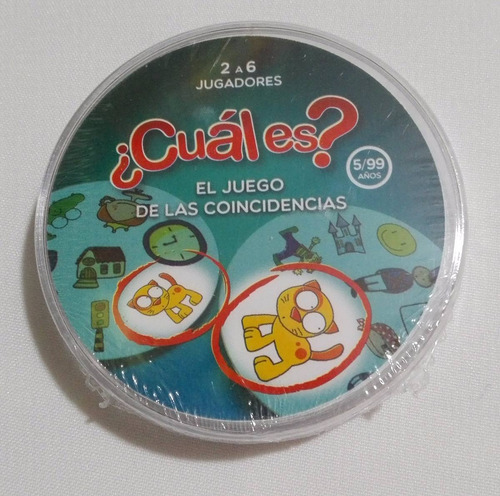 2 A 6
JUGADORES
¿Cuál es?
5/99
AÑOS
EL JUEGO
DE LAS COINCIDENCIAS